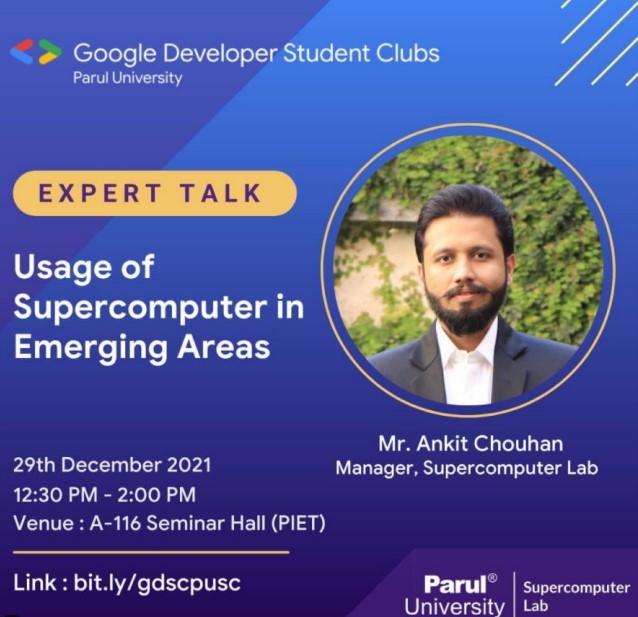 Google Developer Student Clubs
Parul University
EXPERT TALK
Usage of
Supercomputer in
Emerging Areas
Mr. Ankit Chouhan
Manager, Supercomputer Lab
29th December 2021
12:30 PM - 2:00 PM
Venue : A-116 Seminar Hall (PIET)
Link : bit.ly/gdscpusc
Parul®
University
Supercomputer
Lab